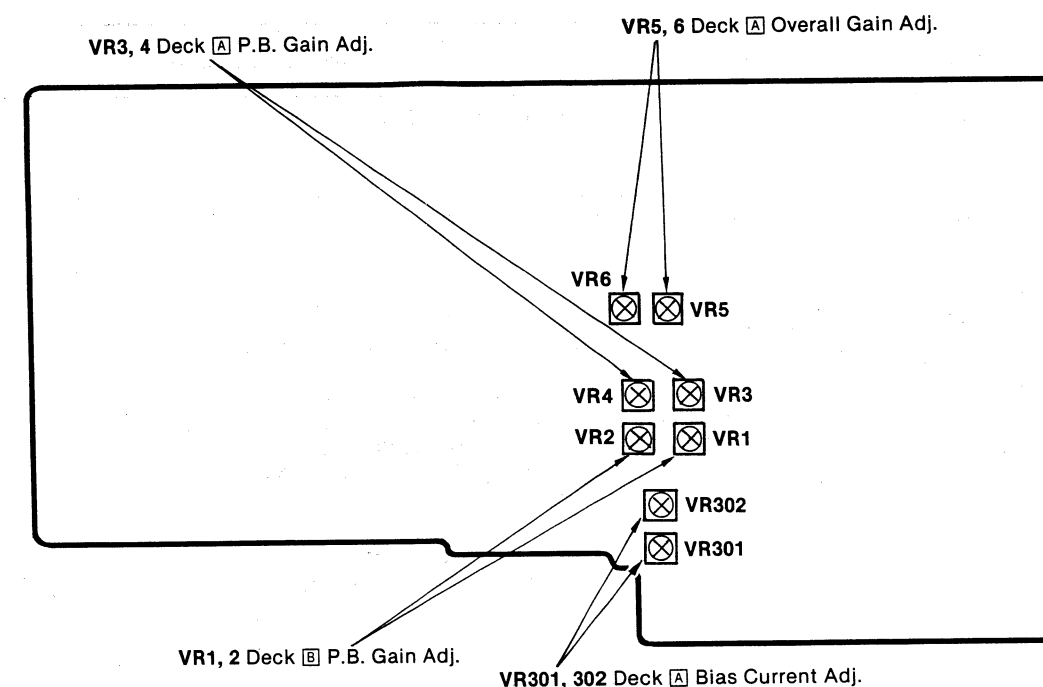 VR5, 6 Deck A Overall Gain Adj.
VR3, 4 Deck A P.B. Gain Adj.
VR6
VR5
VR4
VR3
VR2
VR1
VR302
VR301
VR1, 2 Deck B P.B. Gain Adj.
VR301, 302 Deck A Bias Current Adj.